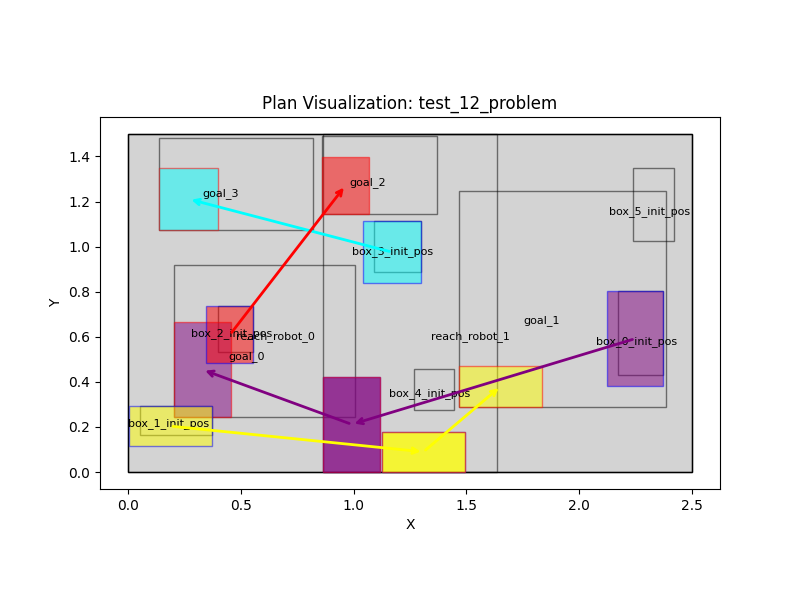 Plan Visualization: test_12_problem
1.4
1.2
1.0
0.8
0.6
0.4
0.2
0.0
Y
goal_3
goal_2
box_5_init_pos
box_3_init_pos
goal_1
box_2_init_pos
reach_robot_0
reach_robot_1
box_0_init_pos
goal_0
box_4_init_pos
box_1_init_pos
0.0 0.5 1.0 1.5 2.0 2.5
X